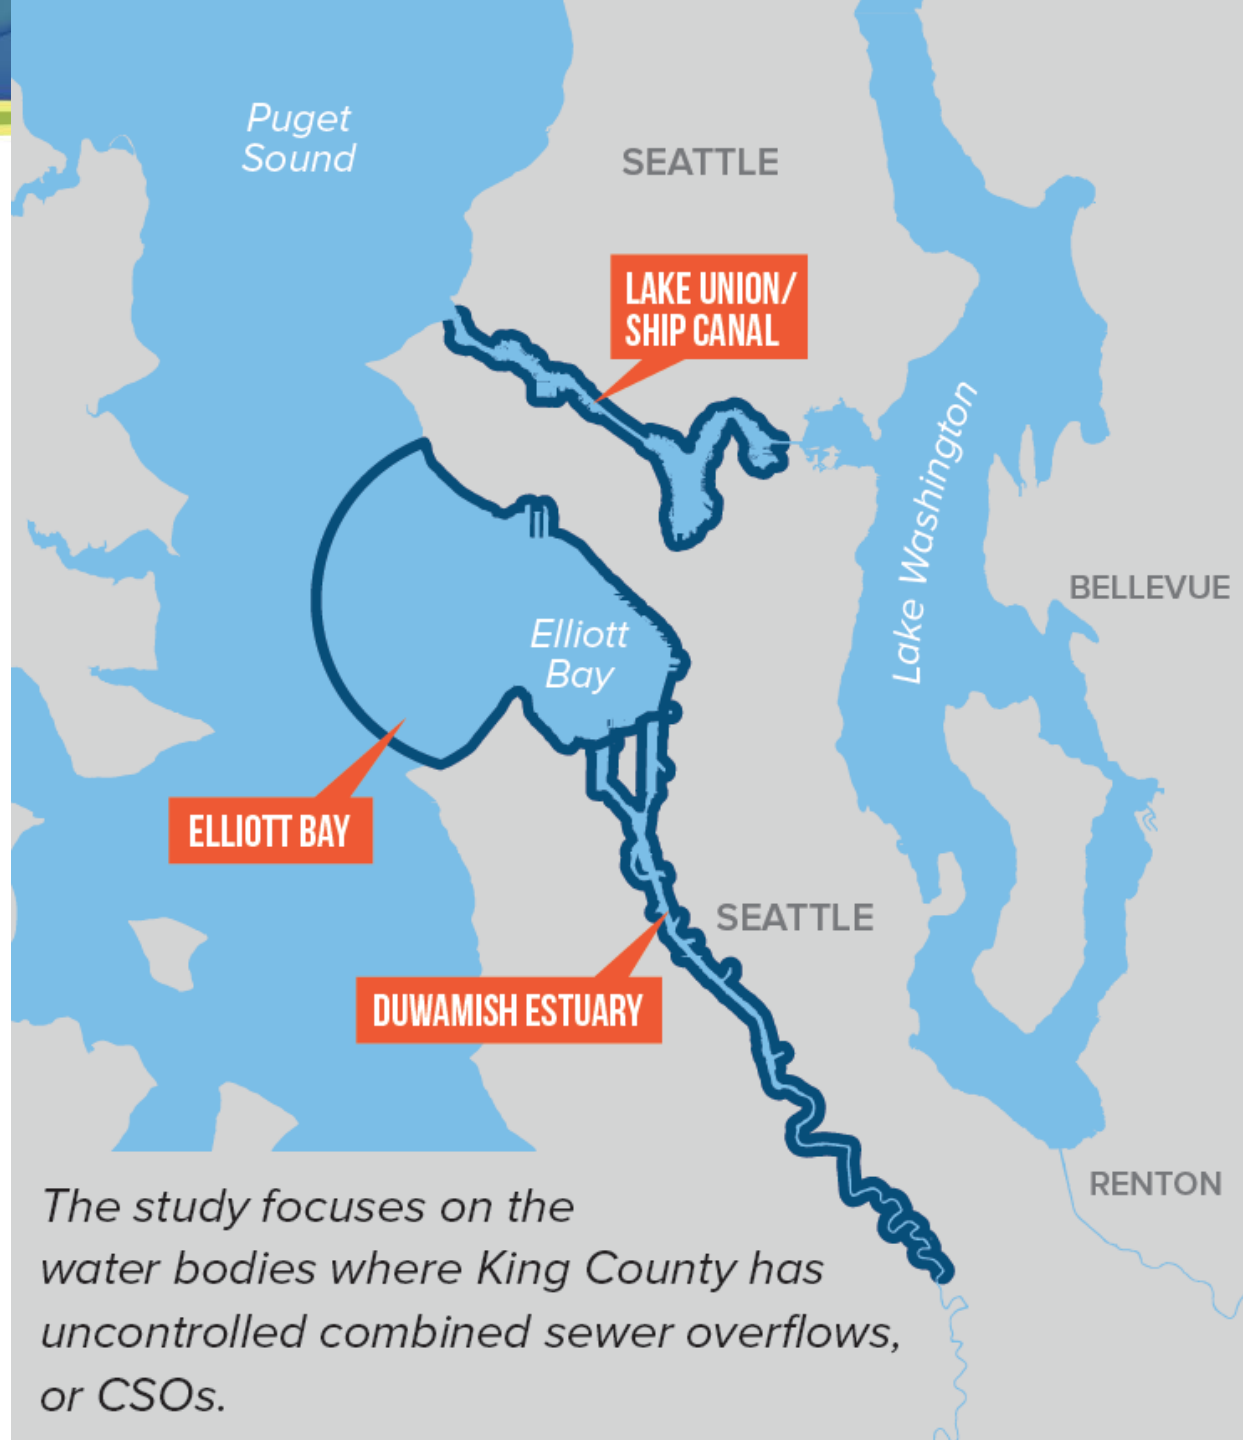 Puget
Sound
SEATTLE
LAKE UNION/
SHIP CANAL
Lake Washington
BELLEVUE
Elliott
Bay
ELLIOTT BAY
SEATTLE
DUWAMISH ESTUARY
RENTON
The study focuses on the
water bodies where King County has
uncontrolled combined sewer overflows,
or CSOs.